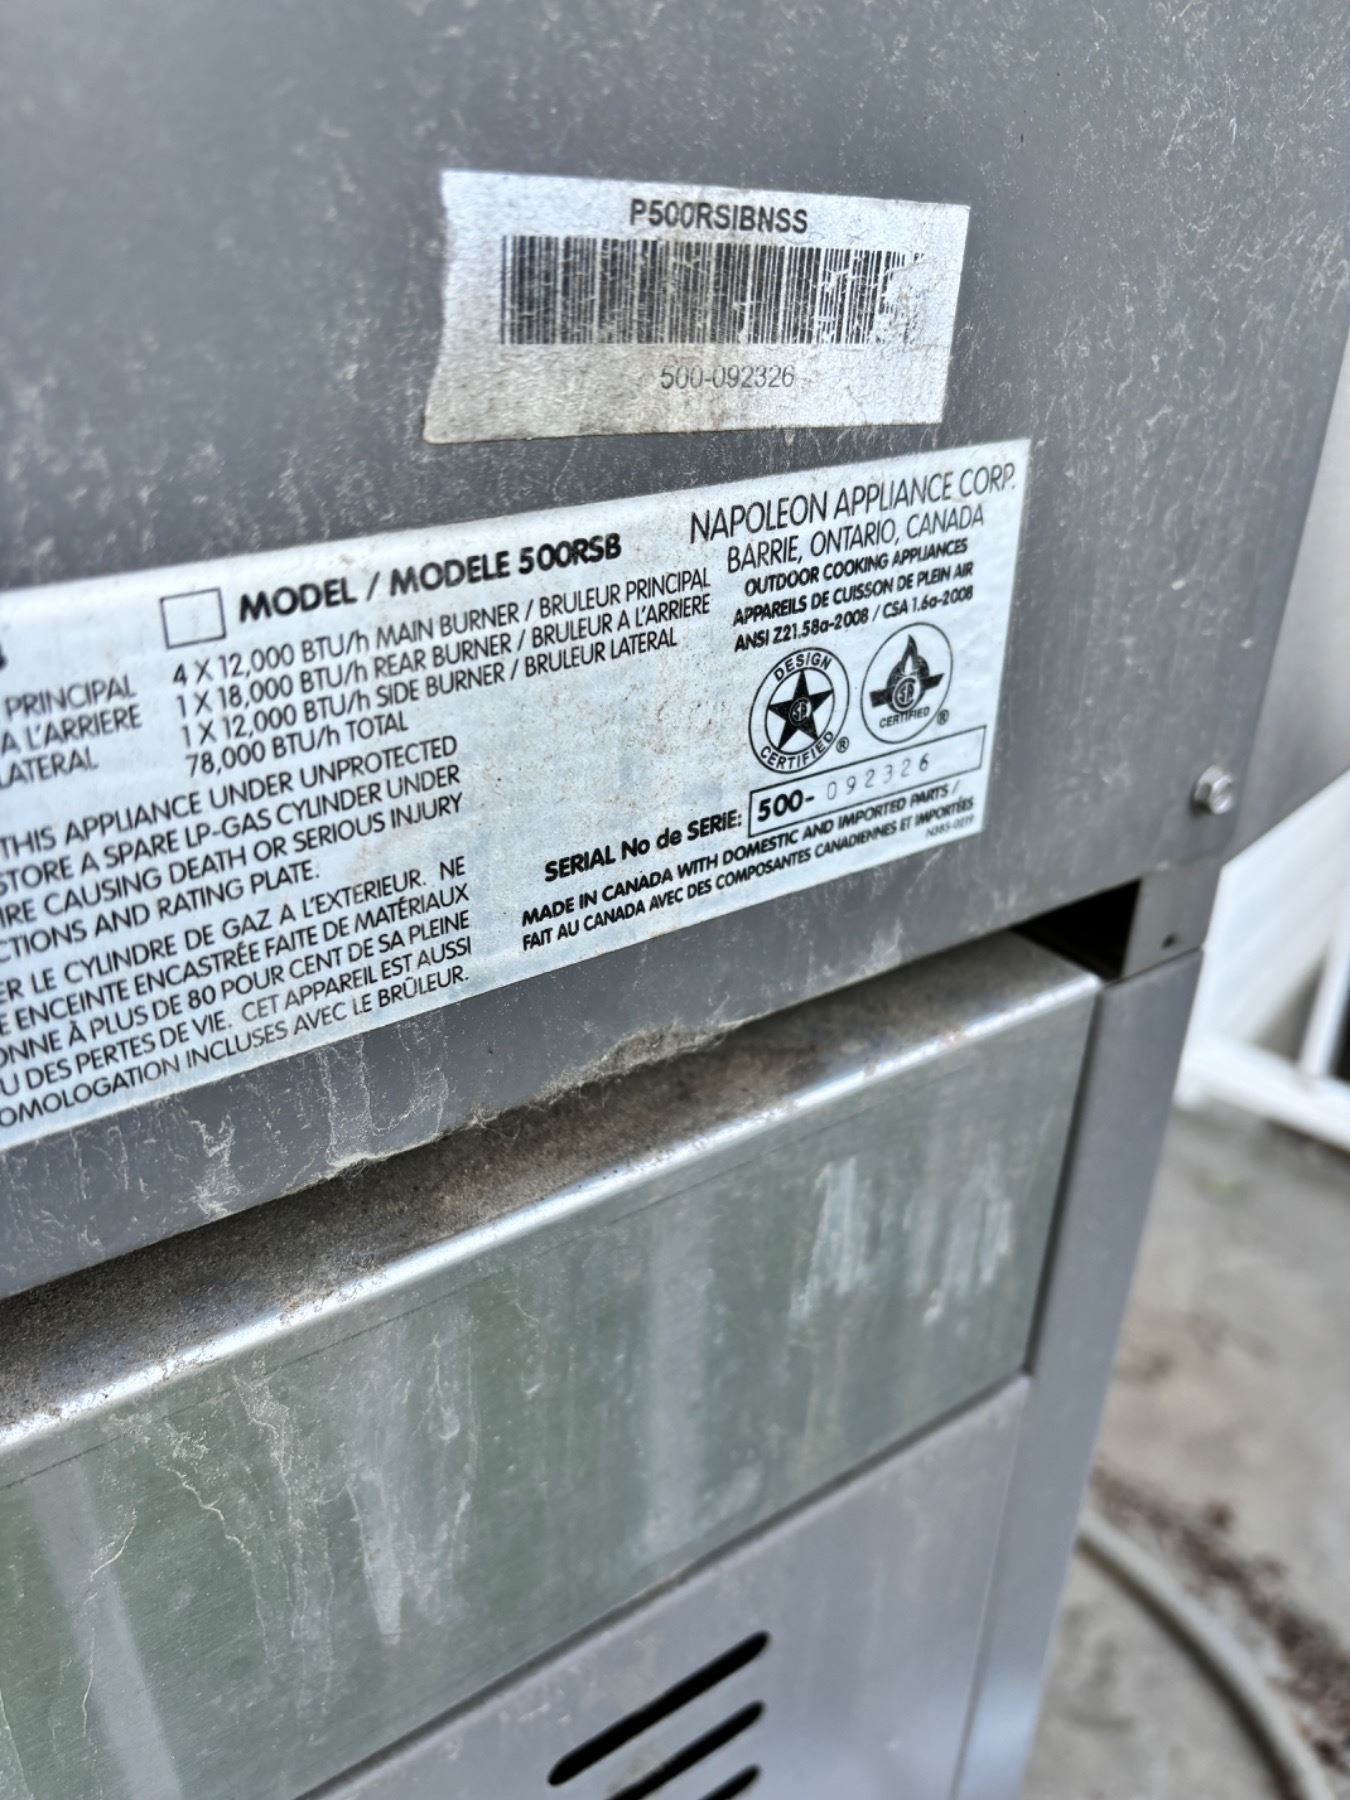 P500RSIBNSS
500-092326
MODEL / MODELE 500RSB
4 X 12,000 BTU/h MAIN BURNER / BRULEUR PRINCIPAL
1 X 18,000 BTU/h REAR BURNER / BRULEUR A L'ARRIERE
1 X 12,000 BTU/h SIDE BURNER / BRULEUR LATERAL
78,000 BTU/h TOTAL
NAPOLEON APPLIANCE CORP.
BARRIE, ONTARIO, CANADA
OUTDOOR COOKING APPLIANCES
APPAREILS DE CUISSON DE PLEIN AIR
ANSI Z21.58a-2008 / CSA 1.6a-2008
DESIGN
CERTIFIED ®
CERTIFIED ®
PRINCIPAL
A L'ARRIERE
LATERAL
THIS APPLIANCE UNDER UNPROTECTED
STORE A SPARE LP-GAS CYLINDER UNDER
IRE CAUSING DEATH OR SERIOUS INJURY
CTIONS AND RATING PLATE.
ER LE CYLINDRE DE GAZ A L'EXTERIEUR. NE
E ENCEINTE ENCASTRÉE FAITE DE MATÉRIAUX
ONNE À PLUS DE 80 POUR CENT DE SA PLEINE
U DES PERTES DE VIE. CET APPAREIL EST AUSSI
OMOLOGATION INCLUSES AVEC LE BRÛLEUR.
SERIAL No de SERIE: 500- 092326
MADE IN CANADA WITH DOMESTIC AND IMPORTED PARTS /
FAIT AU CANADA AVEC DES COMPOSANTES CANADIENNES ET IMPORTÉES
N385-0219